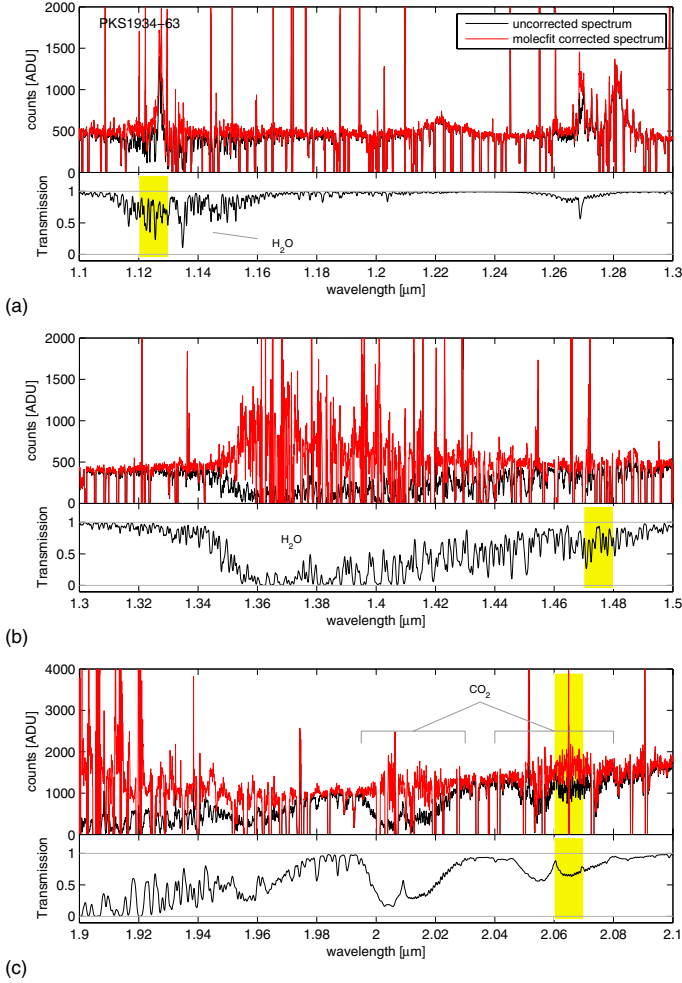 PKS1934−63
uncorrected spectrum
molecfit corrected spectrum
2000
1500
1000
500
0
counts [ADU]
1
0.5
0
Transmission
H2O
1.1 1.12 1.14 1.16 1.18 1.2 1.22 1.24 1.26 1.28 1.3
wavelength [μm]
(a)
2000
1500
1000
500
0
counts [ADU]
1
0.5
0
Transmission
H2O
1.3 1.32 1.34 1.36 1.38 1.4 1.42 1.44 1.46 1.48 1.5
wavelength [μm]
(b)
4000
3000
2000
1000
0
counts [ADU]
CO2
1
0.5
0
Transmission
1.9 1.92 1.94 1.96 1.98 2 2.02 2.04 2.06 2.08 2.1
wavelength [μm]
(c)